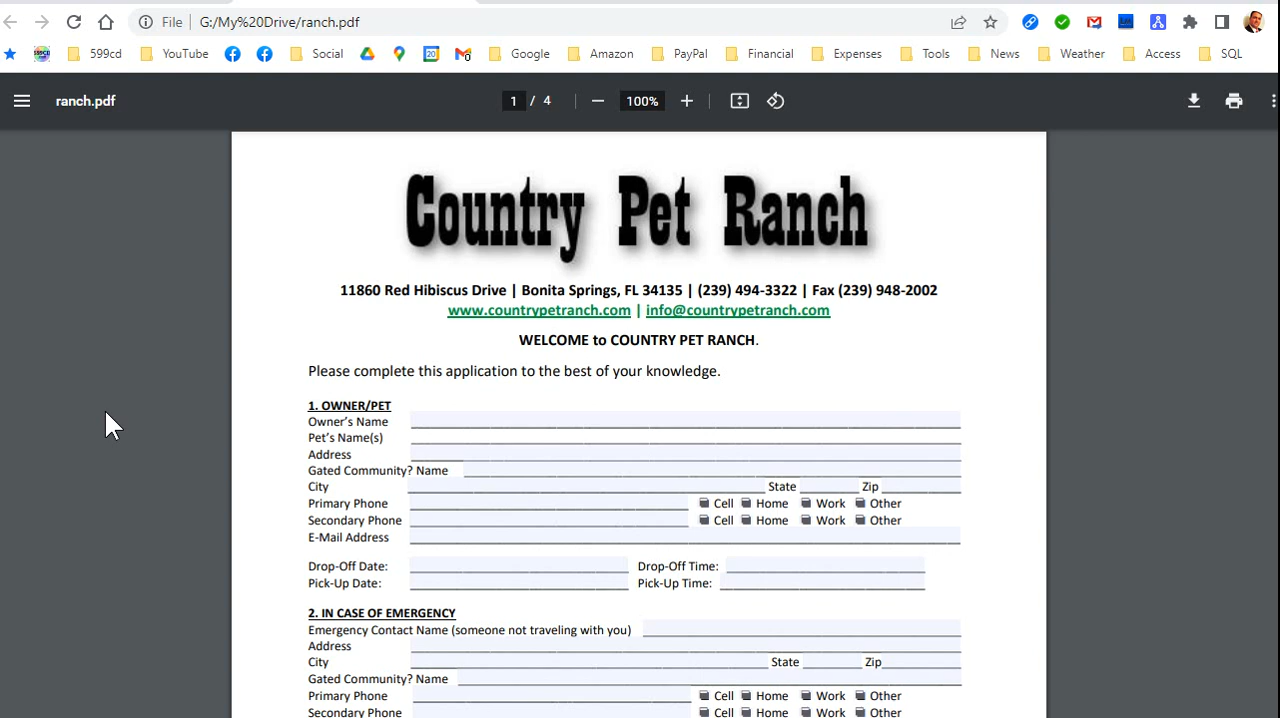 File G:/My%20Drive/ranch.pdf
599cd YouTube Social 20 0 Google Amazon PayPal Financial Expenses Tools News Weather Access SQL
ranch.pdf 1 / 4 100%
Country Pet Ranch
11860 Red Hibiscus Drive | Bonita Springs, FL 34135 | (239) 494-3322 | Fax (239) 948-2002
www.countrypetranch.com | info@countrypetranch.com
WELCOME to COUNTRY PET RANCH.
Please complete this application to the best of your knowledge.
1. OWNER/PET
Owner's Name
Pet's Name(s)
Address
Gated Community? Name
City State Zip
Primary Phone Cell Home Work Other
Secondary Phone Cell Home Work Other
E-Mail Address
Drop-Off Date: Drop-Off Time:
Pick-Up Date: Pick-Up Time:
2. IN CASE OF EMERGENCY
Emergency Contact Name (someone not traveling with you)
Address
City State Zip
Gated Community? Name
Primary Phone Cell Home Work Other
Secondary Phone Cell Home Work Other